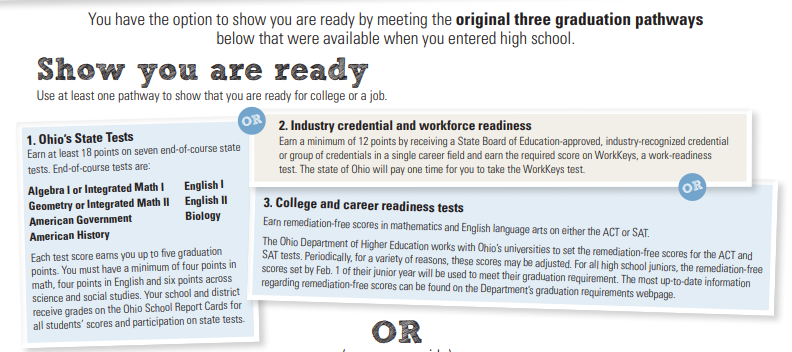 You have the option to show you are ready by meeting the original three graduation pathways
below that were available when you entered high school.
Show you are ready
Use at least one pathway to show that you are ready for college or a job.
1. Ohio's State Tests
Earn at least 18 points on seven end-of-course state
tests. End-of-course tests are:
Algebra I or Integrated Math I English I
Geometry or Integrated Math II English II
American Government Biology
American History
Each test score earns you up to five graduation
points. You must have a minimum of four points in
math, four points in English and six points across
science and social studies. Your school and district
receive grades on the Ohio School Report Cards for
all students' scores and participation on state tests.
OR
2. Industry credential and workforce readiness
Earn a minimum of 12 points by receiving a State Board of Education-approved, industry-recognized credential
or group of credentials in a single career field and earn the required score on WorkKeys, a work-readiness
test. The state of Ohio will pay one time for you to take the WorkKeys test.
OR
3. College and career readiness tests
Earn remediation-free scores in mathematics and English language arts on either the ACT or SAT.
The Ohio Department of Higher Education works with Ohio's universities to set the remediation-free scores for the ACT and
SAT tests. Periodically, for a variety of reasons, these scores may be adjusted. For all high school juniors, the remediation-free
scores set by Feb. 1 of their junior year will be used to meet their graduation requirement. The most up-to-date information
regarding remediation-free scores can be found on the Department's graduation requirements webpage.
OR